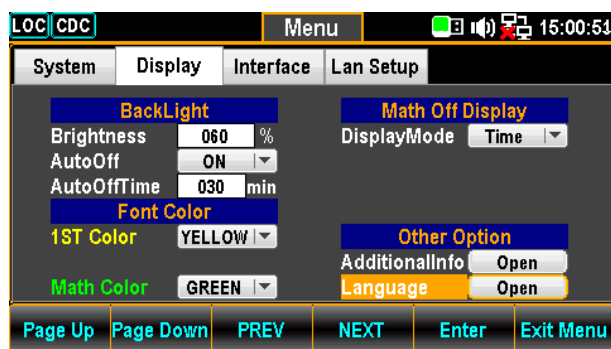 LOC CDC Menu 15:00:51
System Display Interface Lan Setup
BackLight
Brightness 060 %
AutoOff ON
AutoOffTime 030 min
Font Color
1ST Color YELLOW
Math Color GREEN
Math Off Display
DisplayMode Time
Other Option
AdditionalInfo Open
Language Open
Page Up Page Down PREV NEXT Enter Exit Menu